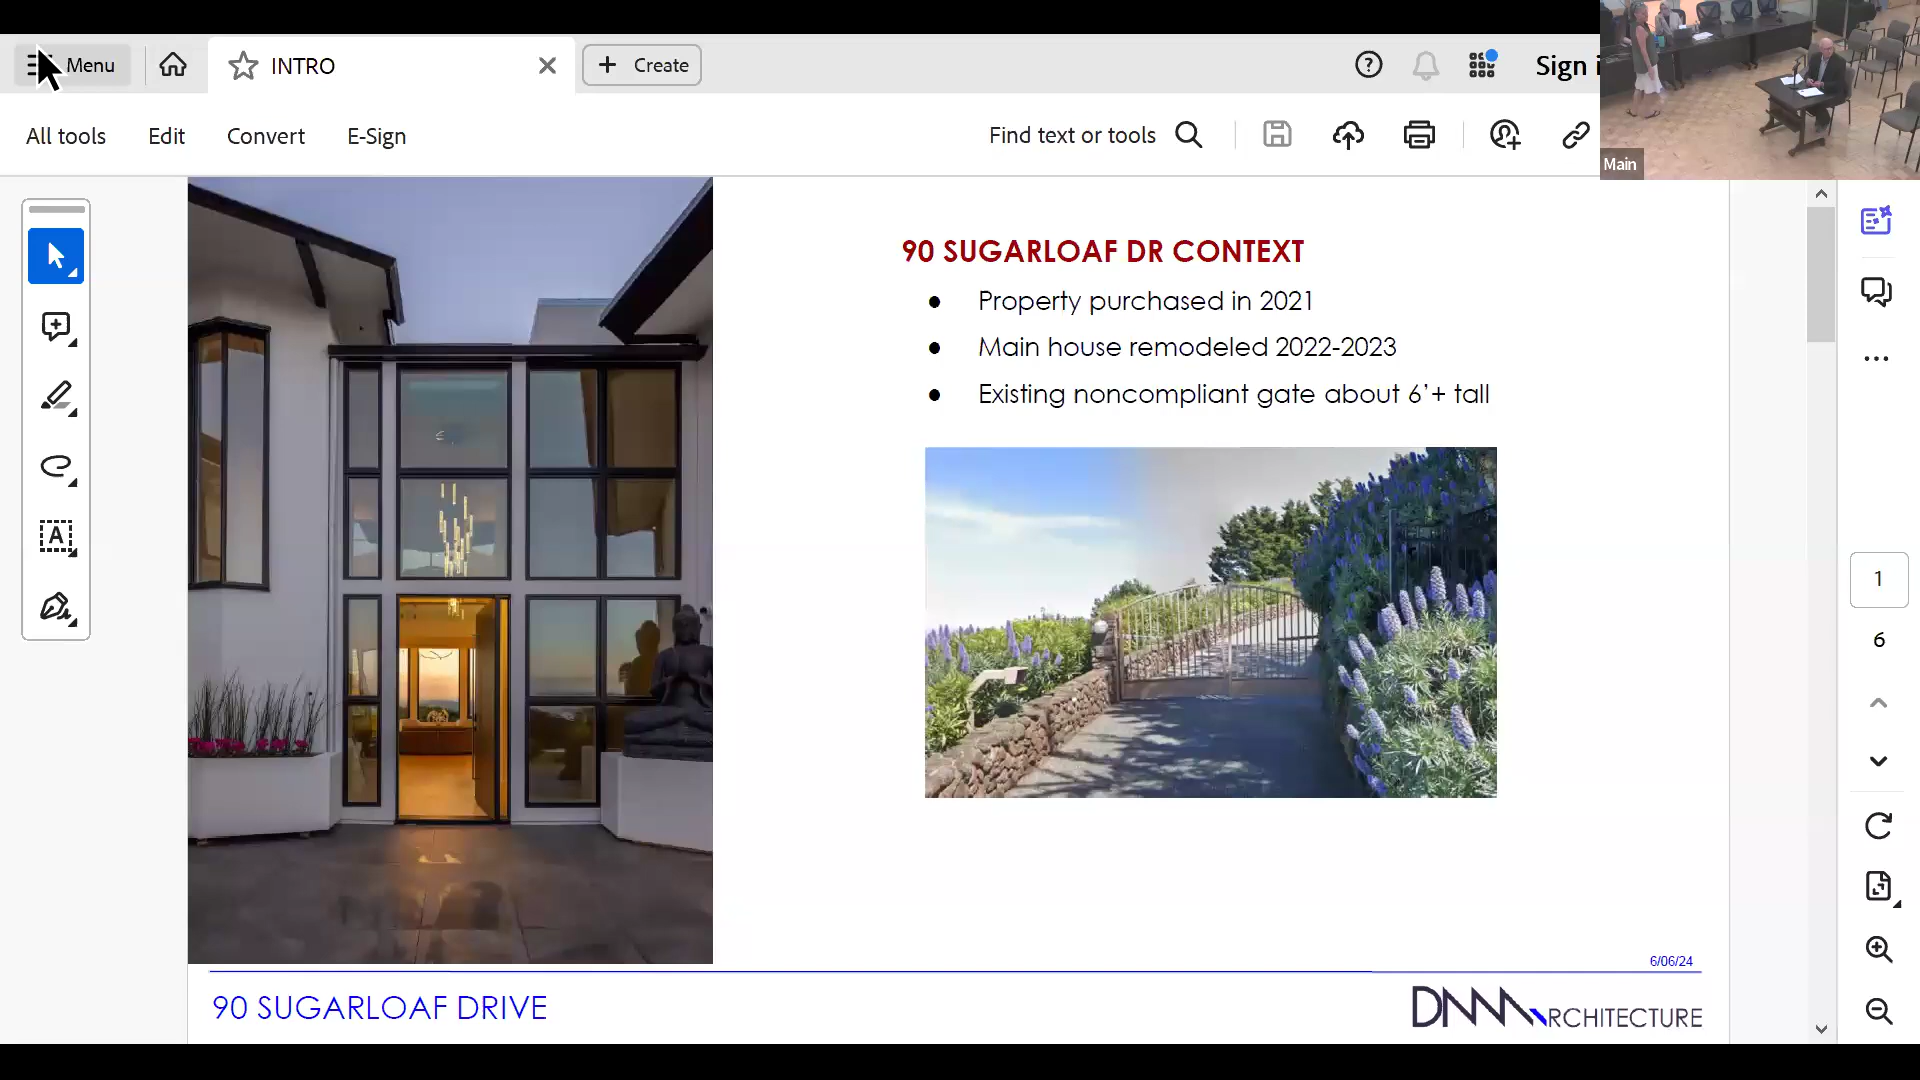 Menu
INTRO
Create
Sign i
Main
All tools
Edit
Convert
E-Sign
Find text or tools
90 SUGARLOAF DR CONTEXT
● Property purchased in 2021
● Main house remodeled 2022-2023
● Existing noncompliant gate about 6’+ tall
1
6
6/06/24
90 SUGARLOAF DRIVE
DNM ARCHITECTURE